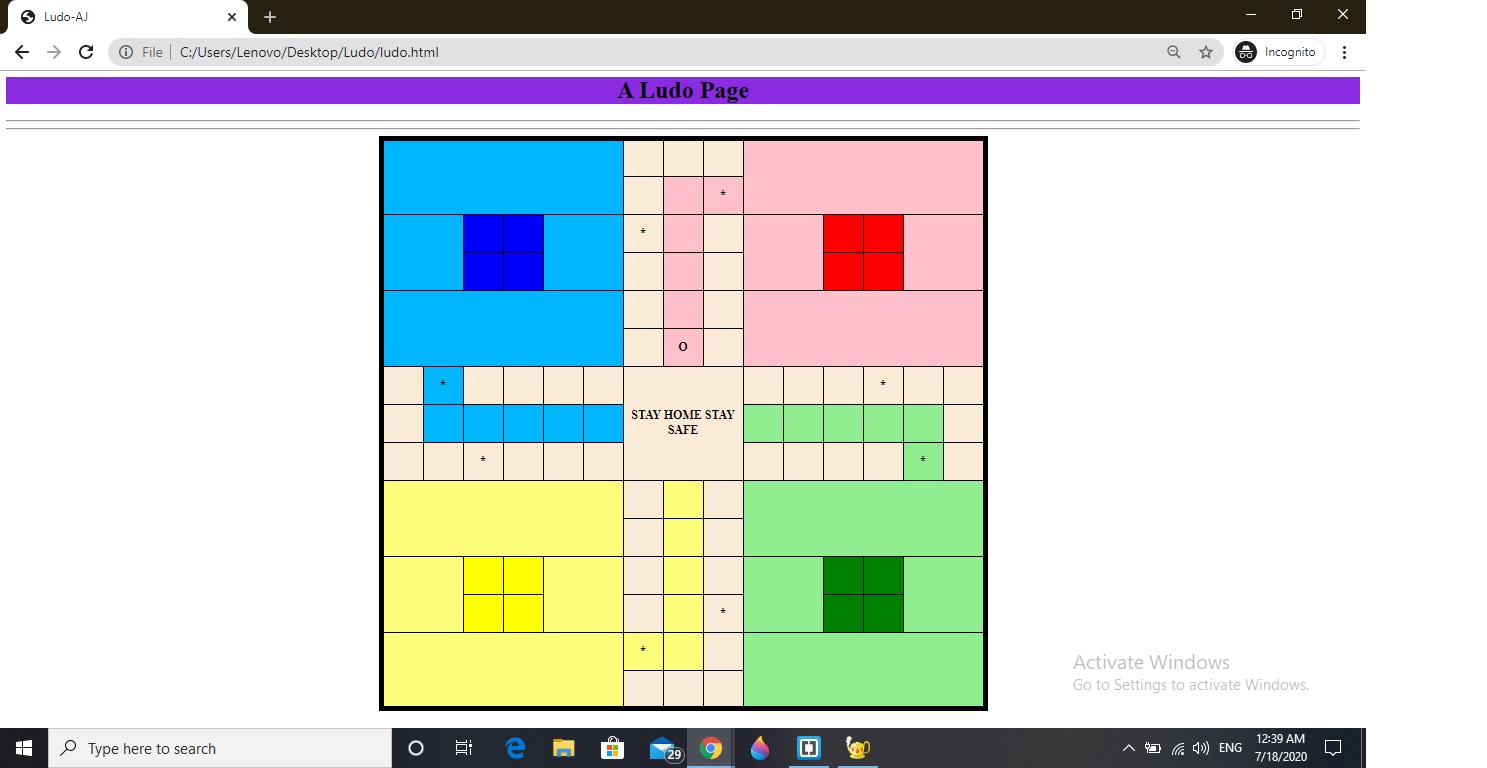 Ludo-AJ
File C:/Users/Lenovo/Desktop/Ludo/ludo.html
Incognito
A Ludo Page
*
*
O
* *
STAY HOME STAY
SAFE
* *
*
*
Activate Windows
Go to Settings to activate Windows.
Type here to search
29
ENG
12:39 AM
7/18/2020